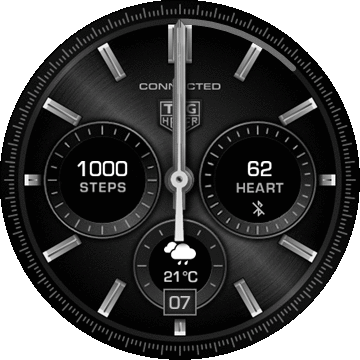 CONNECTED
TAG
HEUER
1000
STEPS
62
HEART
21°C
07